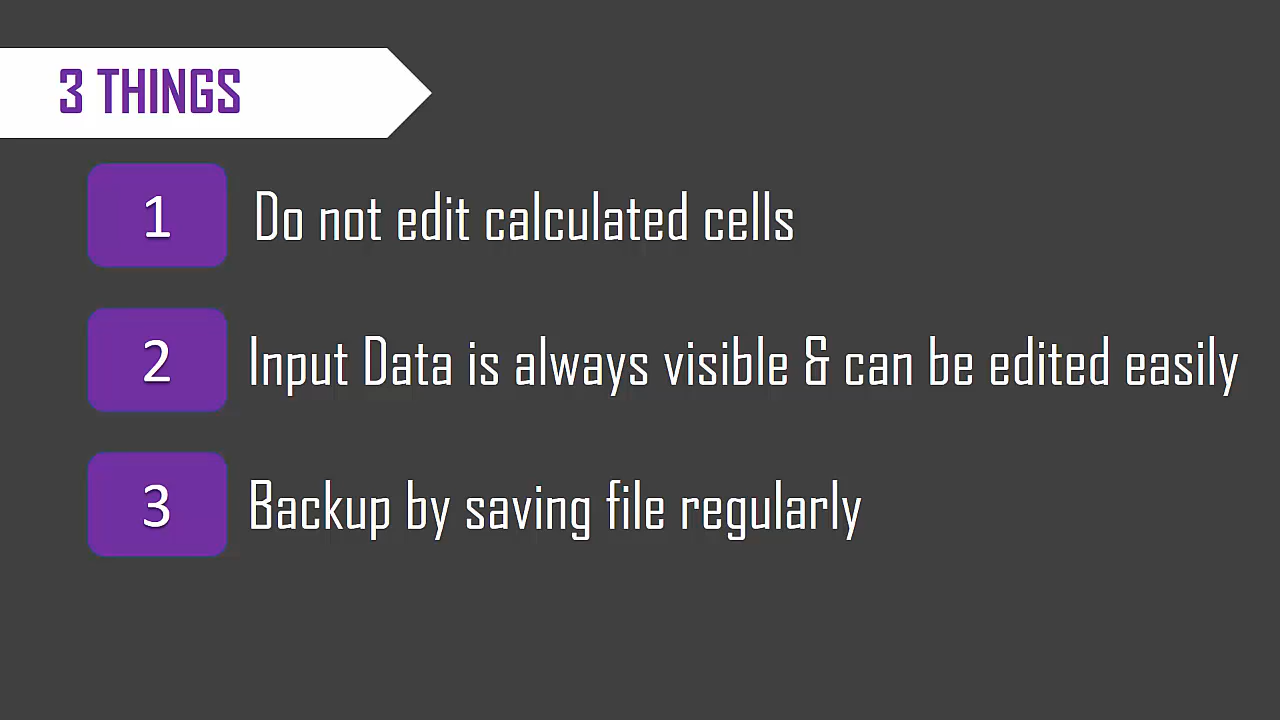 3 THINGS
1 Do not edit calculated cells
2 Input Data is always visible & can be edited easily
3 Backup by saving file regularly